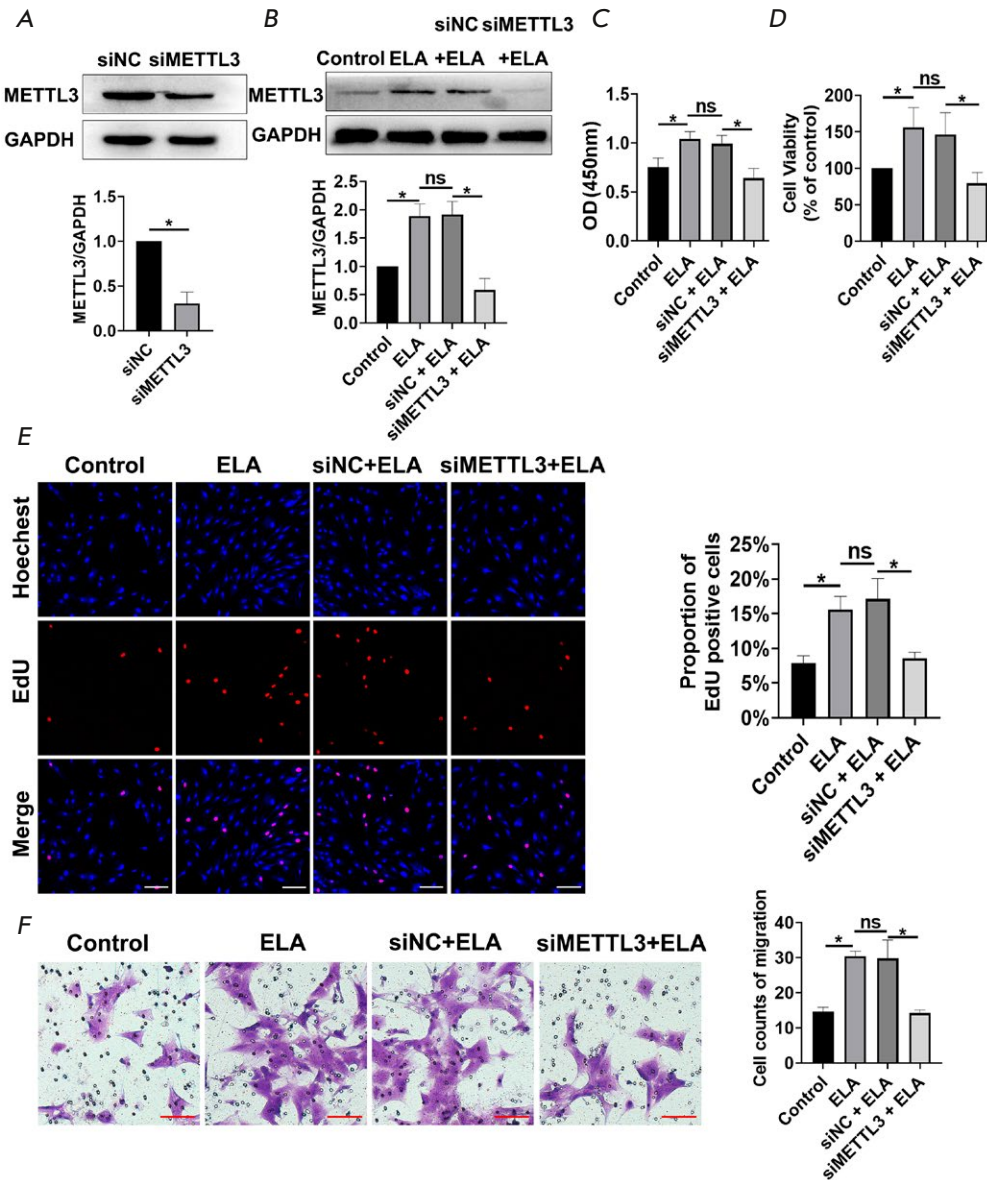 A
siNC siMETTL3
METTL3
GAPDH
METTL3/GAPDH
1.0
0.5
0.0
*
siNC
siMETTL3
B
siNC siMETTL3
Control ELA +ELA +ELA
METTL3
GAPDH
METTL3/GAPDH
2.5
2.0
1.5
1.0
0.5
0.0
* ns *
Control
ELA
siNC + ELA
siMETTL3 + ELA
C
OD (450nm)
1.5
1.0
0.5
0.0
* ns *
Control
ELA
siNC + ELA
siMETTL3 + ELA
D
Cell Viability
(% of control)
200
150
100
50
0
* ns *
Control
ELA
siNC + ELA
siMETTL3 + ELA
E
Control ELA siNC+ELA siMETTL3+ELA
Hoechest
EdU
Merge
Proportion of
EdU positive cells
25%
20%
15%
10%
5%
0%
* ns *
Control
ELA
siNC + ELA
siMETTL3 + ELA
F
Control ELA siNC+ELA siMETTL3+ELA
Cell counts of migration
40
30
20
10
0
* ns *
Control
ELA
siNC + ELA
siMETTL3 + ELA